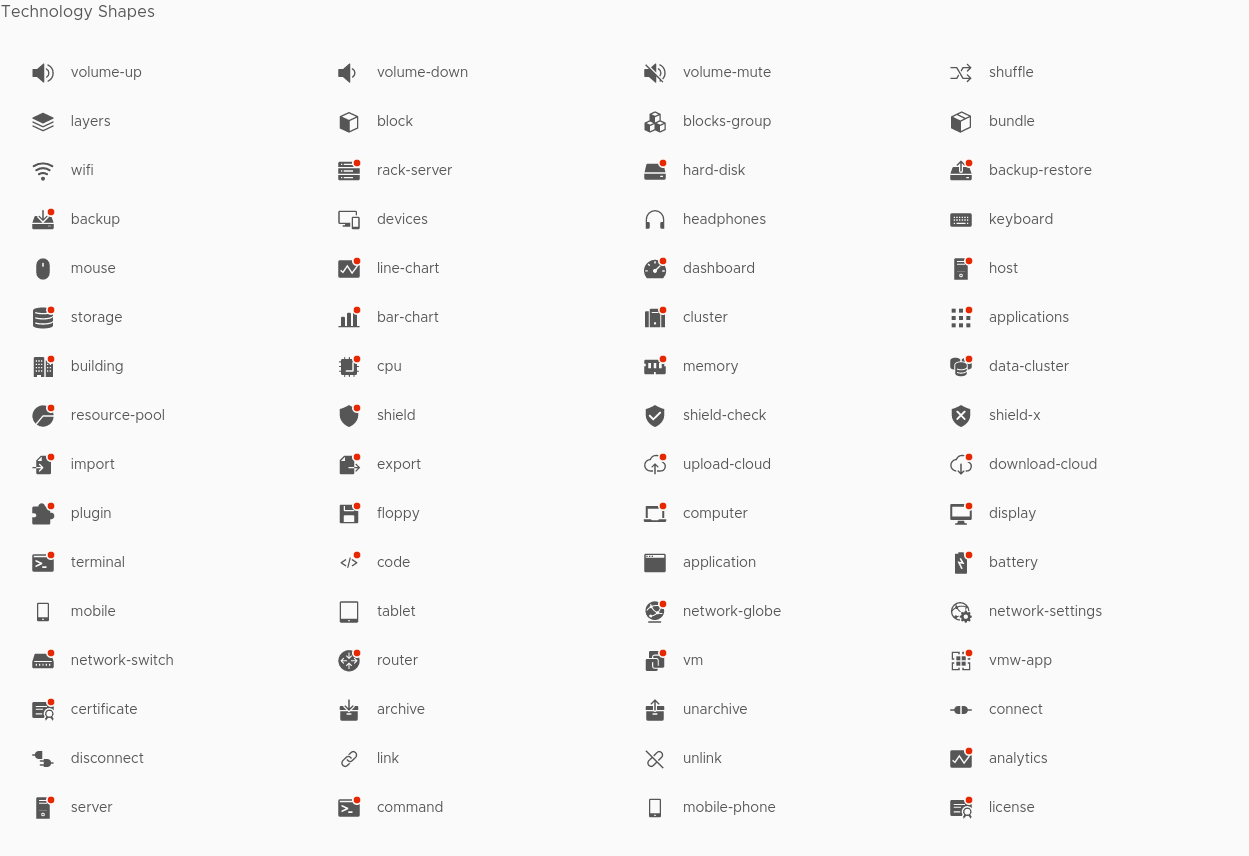 Technology Shapes
volume-up volume-down volume-mute shuffle
layers block blocks-group bundle
wifi rack-server hard-disk backup-restore
backup devices headphones keyboard
mouse line-chart dashboard host
storage bar-chart cluster applications
building cpu memory data-cluster
resource-pool shield shield-check shield-x
import export upload-cloud download-cloud
plugin floppy computer display
terminal code application battery
mobile tablet network-globe network-settings
network-switch router vm vmw-app
certificate archive unarchive connect
disconnect link unlink analytics
server command mobile-phone license